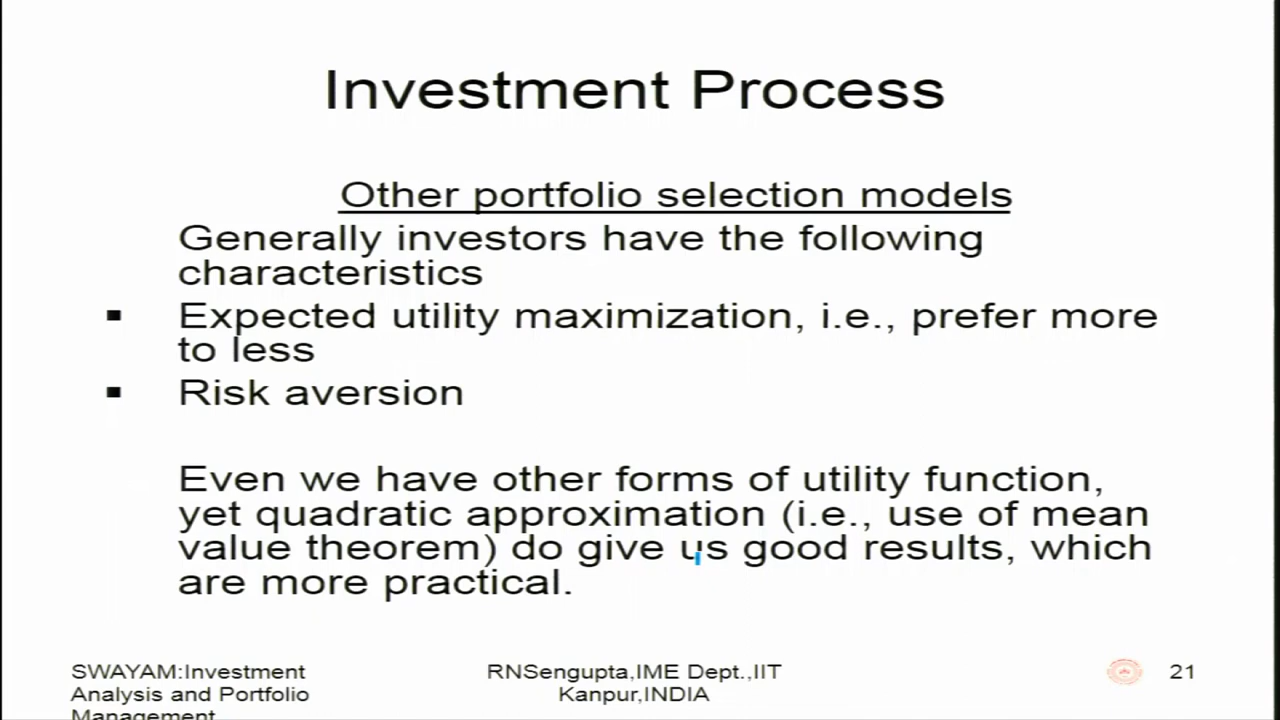 Investment Process
Other portfolio selection models
Generally investors have the following
characteristics
▪ Expected utility maximization, i.e., prefer more
to less
▪ Risk aversion
Even we have other forms of utility function,
yet quadratic approximation (i.e., use of mean
value theorem) do give us good results, which
are more practical.
SWAYAM:Investment
Analysis and Portfolio
Management
RNSengupta,IME Dept.,IIT
Kanpur,INDIA
21